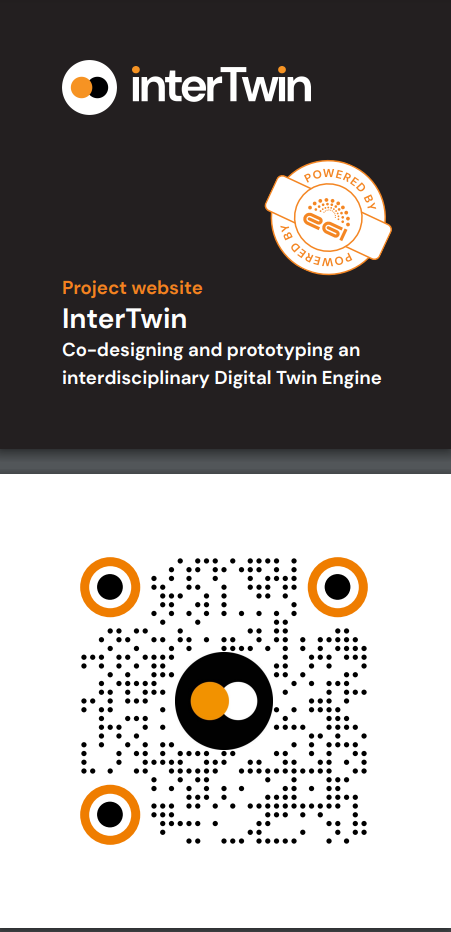 interTwin
POWERED BY
egi
POWERED BY
Project website
InterTwin
Co-designing and prototyping an
interdisciplinary Digital Twin Engine